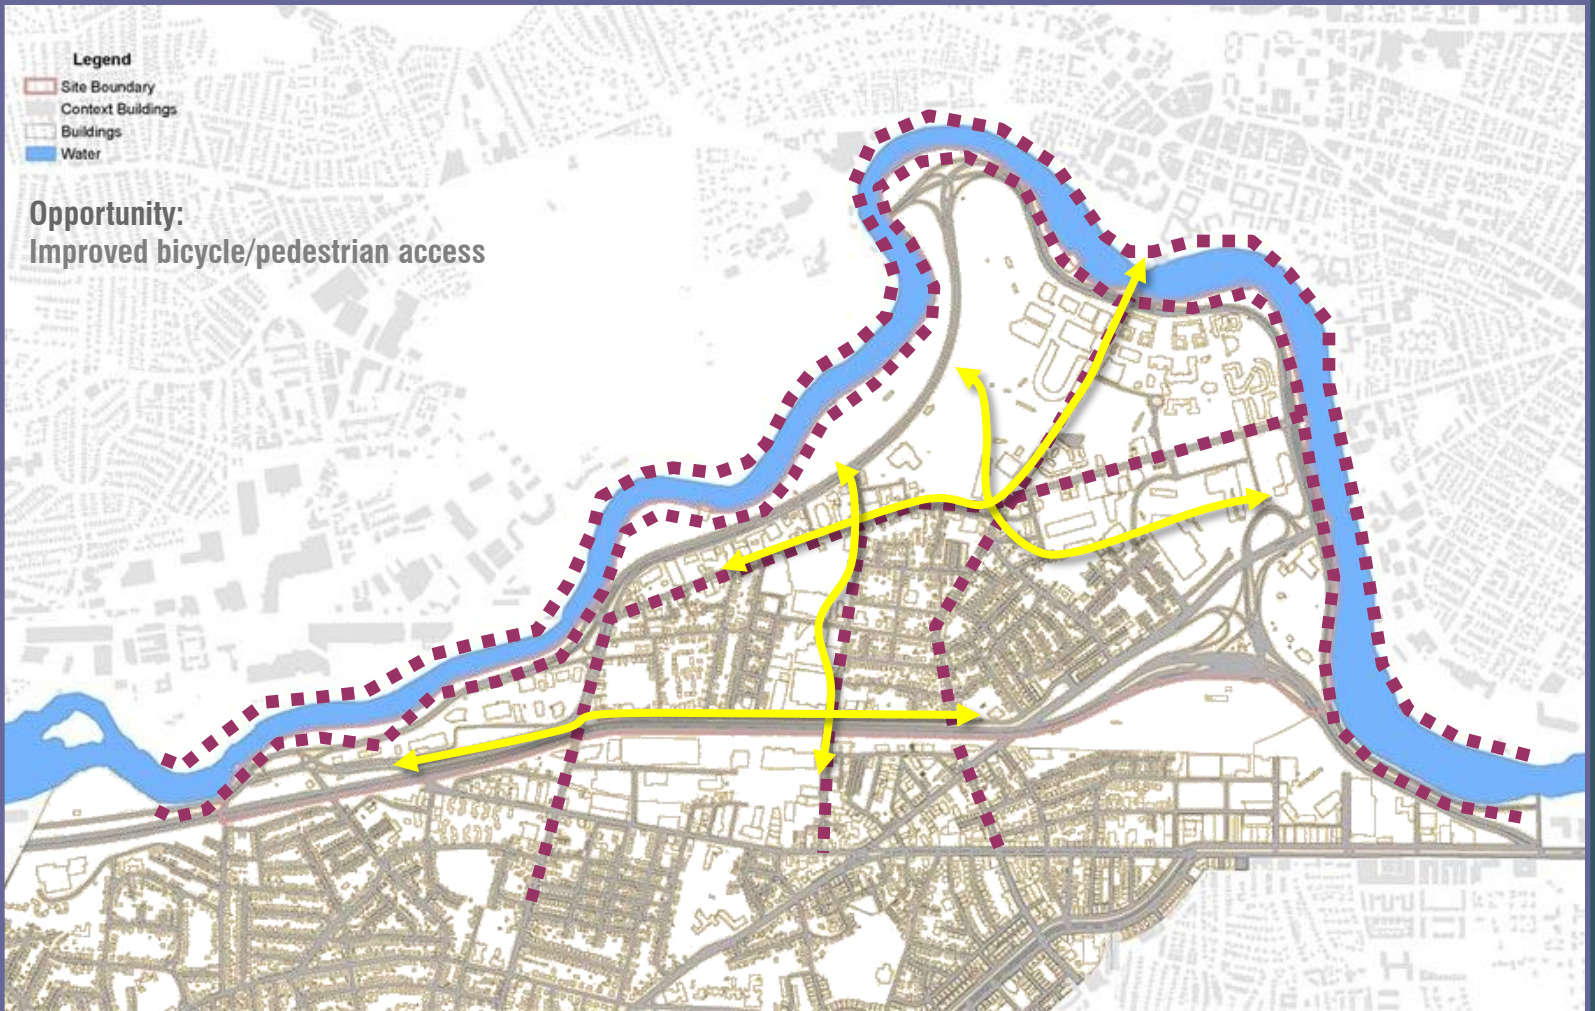 Legend
Site Boundary
Context Buildings
Buildings
Water
Opportunity:
Improved bicycle/pedestrian access